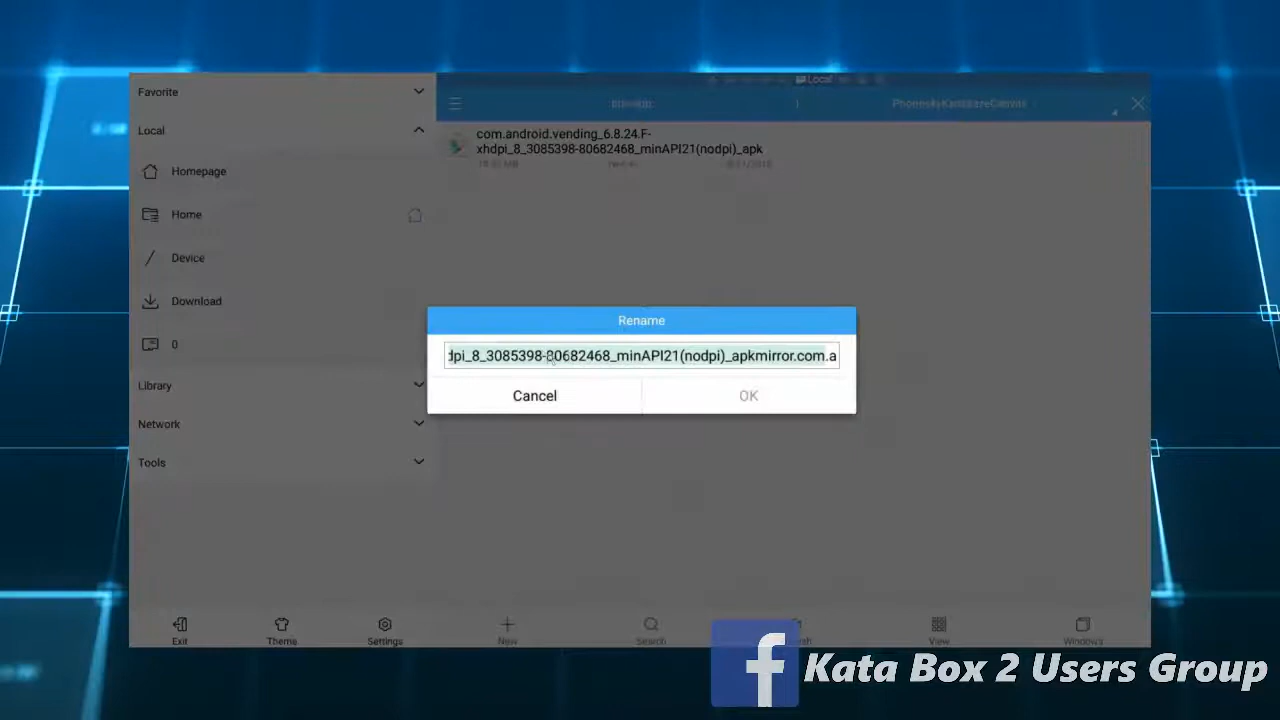 Favorite
Local
Homepage
Home
Device
Download
0
Library
Network
Tools
Local
PhoneskyKamikazeCanvas
com.android.vending_6.8.24.F-
xhdpi_8_3085398-80682468_minAPI21(nodpi)_apk
Rename
dpi_8_3085398-80682468_minAPI21(nodpi)_apkmirror.com.a
Cancel
OK
Exit
Theme
Settings
New
Search
View
Windows
f Kata Box 2 Users Group